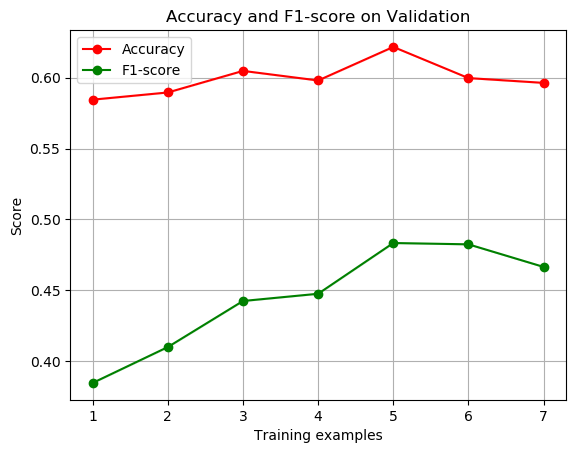 Accuracy and F1-score on Validation
Accuracy
F1-score
0.60
0.55
0.50
0.45
0.40
Score
1 2 3 4 5 6 7
Training examples